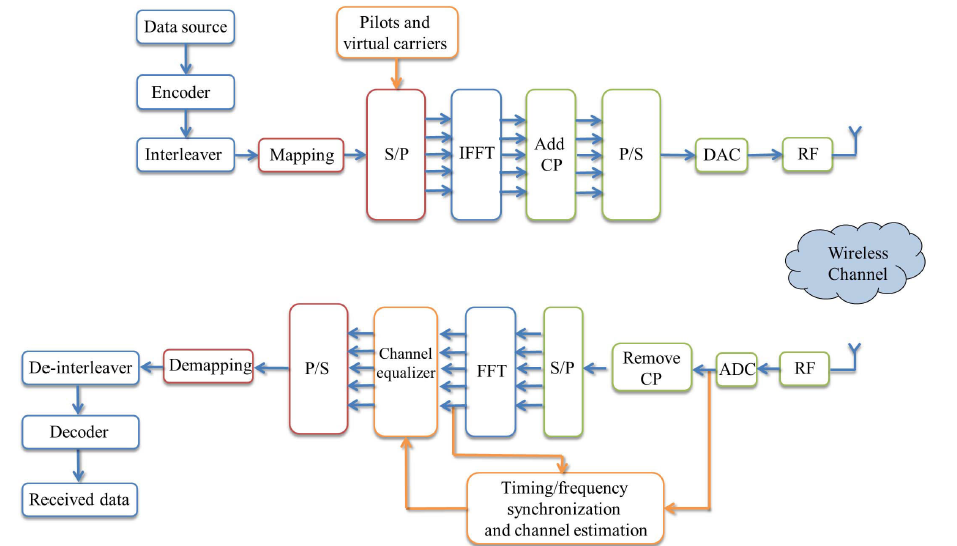 Data source
Pilots and
virtual carriers
Encoder
Interleaver
Mapping
S/P
IFFT
Add
CP
P/S
DAC
RF
Wireless
Channel
De-interleaver
Demapping
P/S
Channel
equalizer
FFT
S/P
Remove
CP
ADC
RF
Decoder
Received data
Timing/frequency
synchronization
and channel estimation